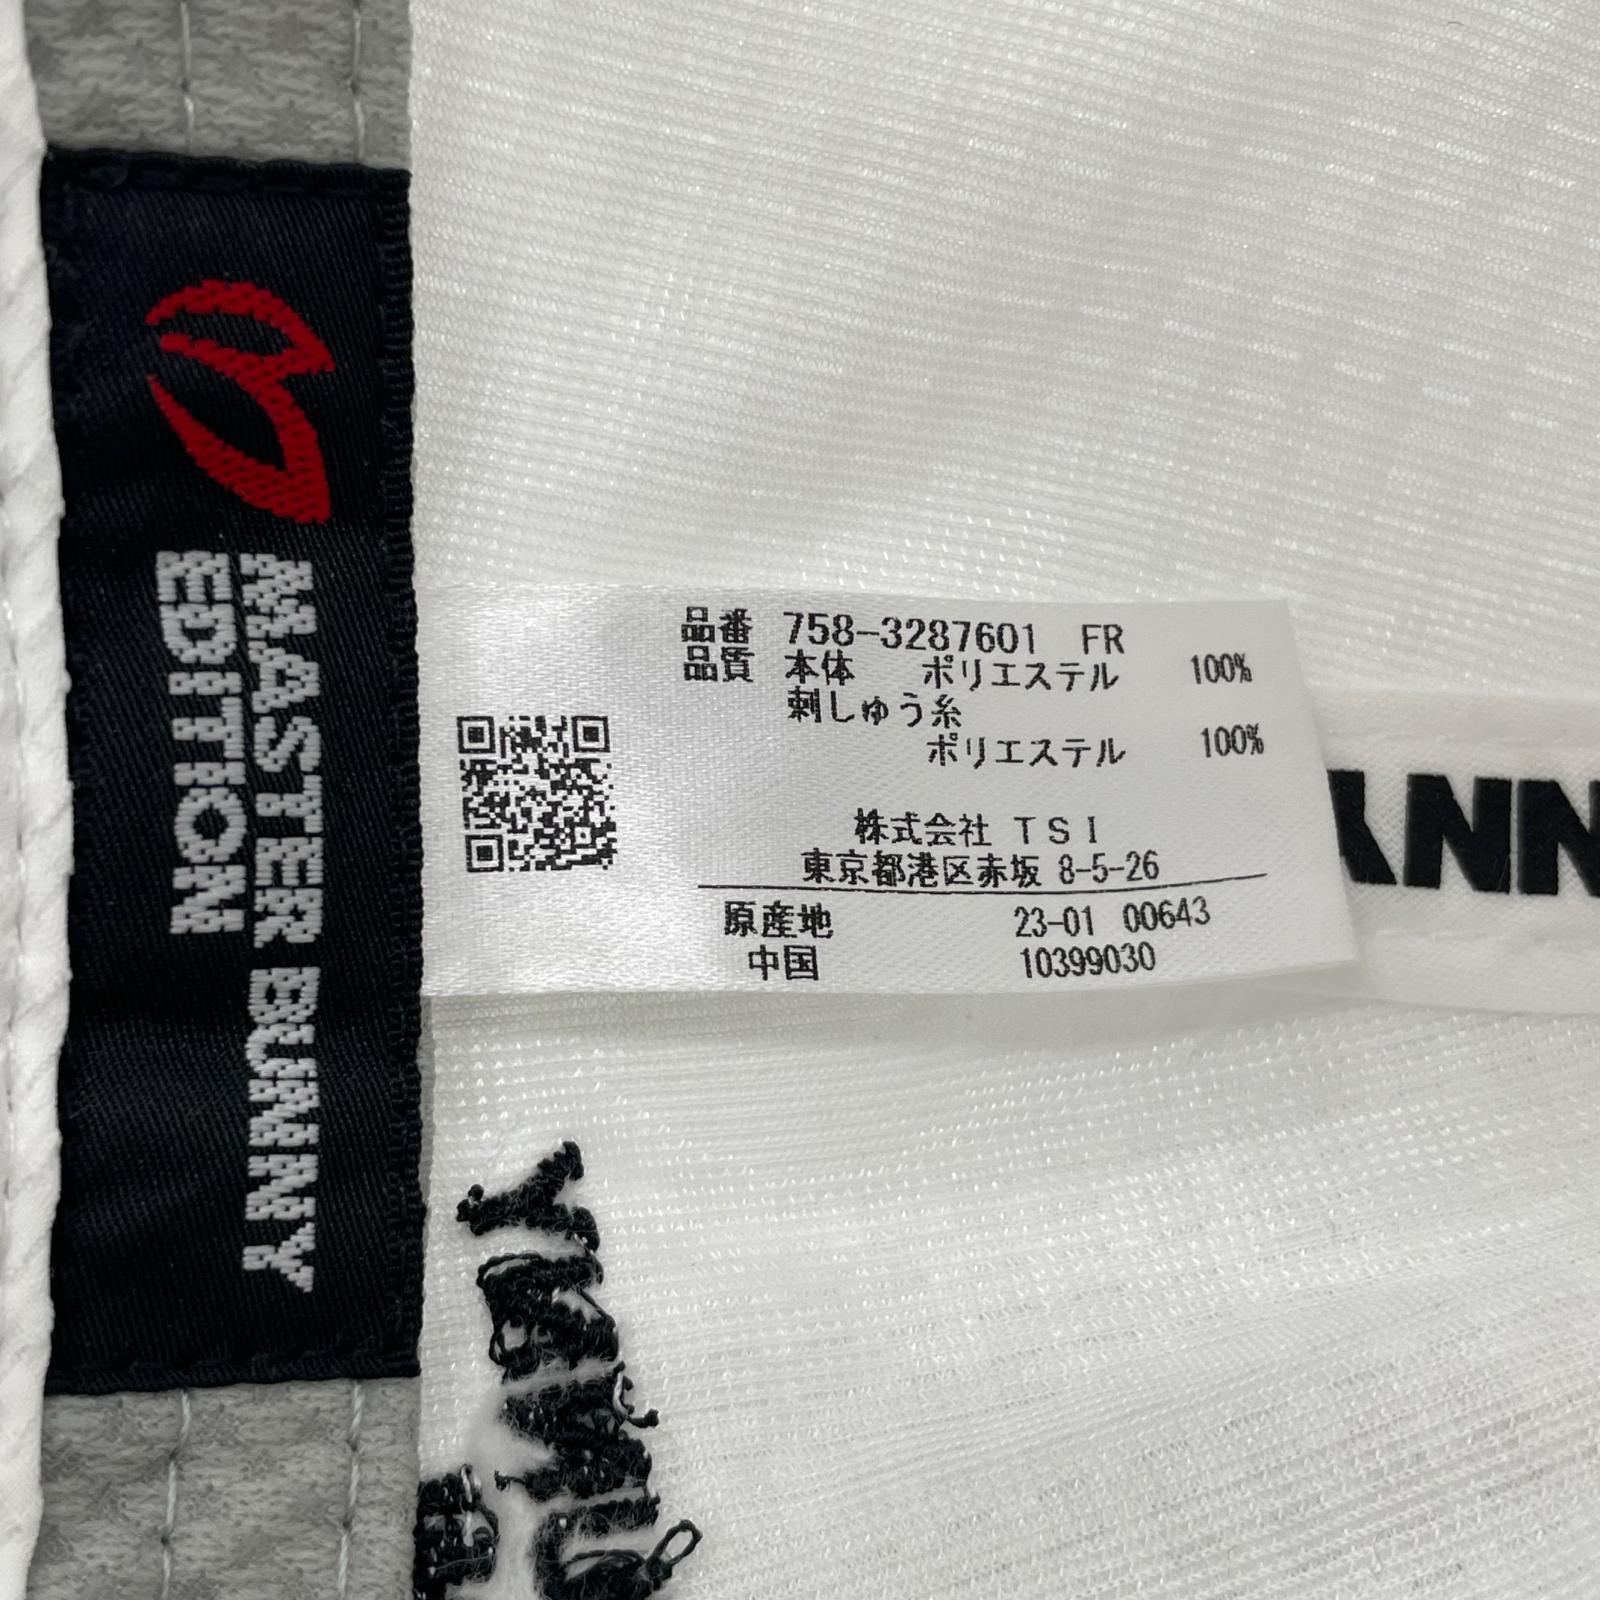 MASTER BUNNY
EDITION
品番 758-3287601 FR
品質 本体 ポリエステル 100%
刺しゅう糸
ポリエステル 100%
株式会社 TSI
東京都港区赤坂 8-5-26
原産地 23-01 00643
中国 10399030